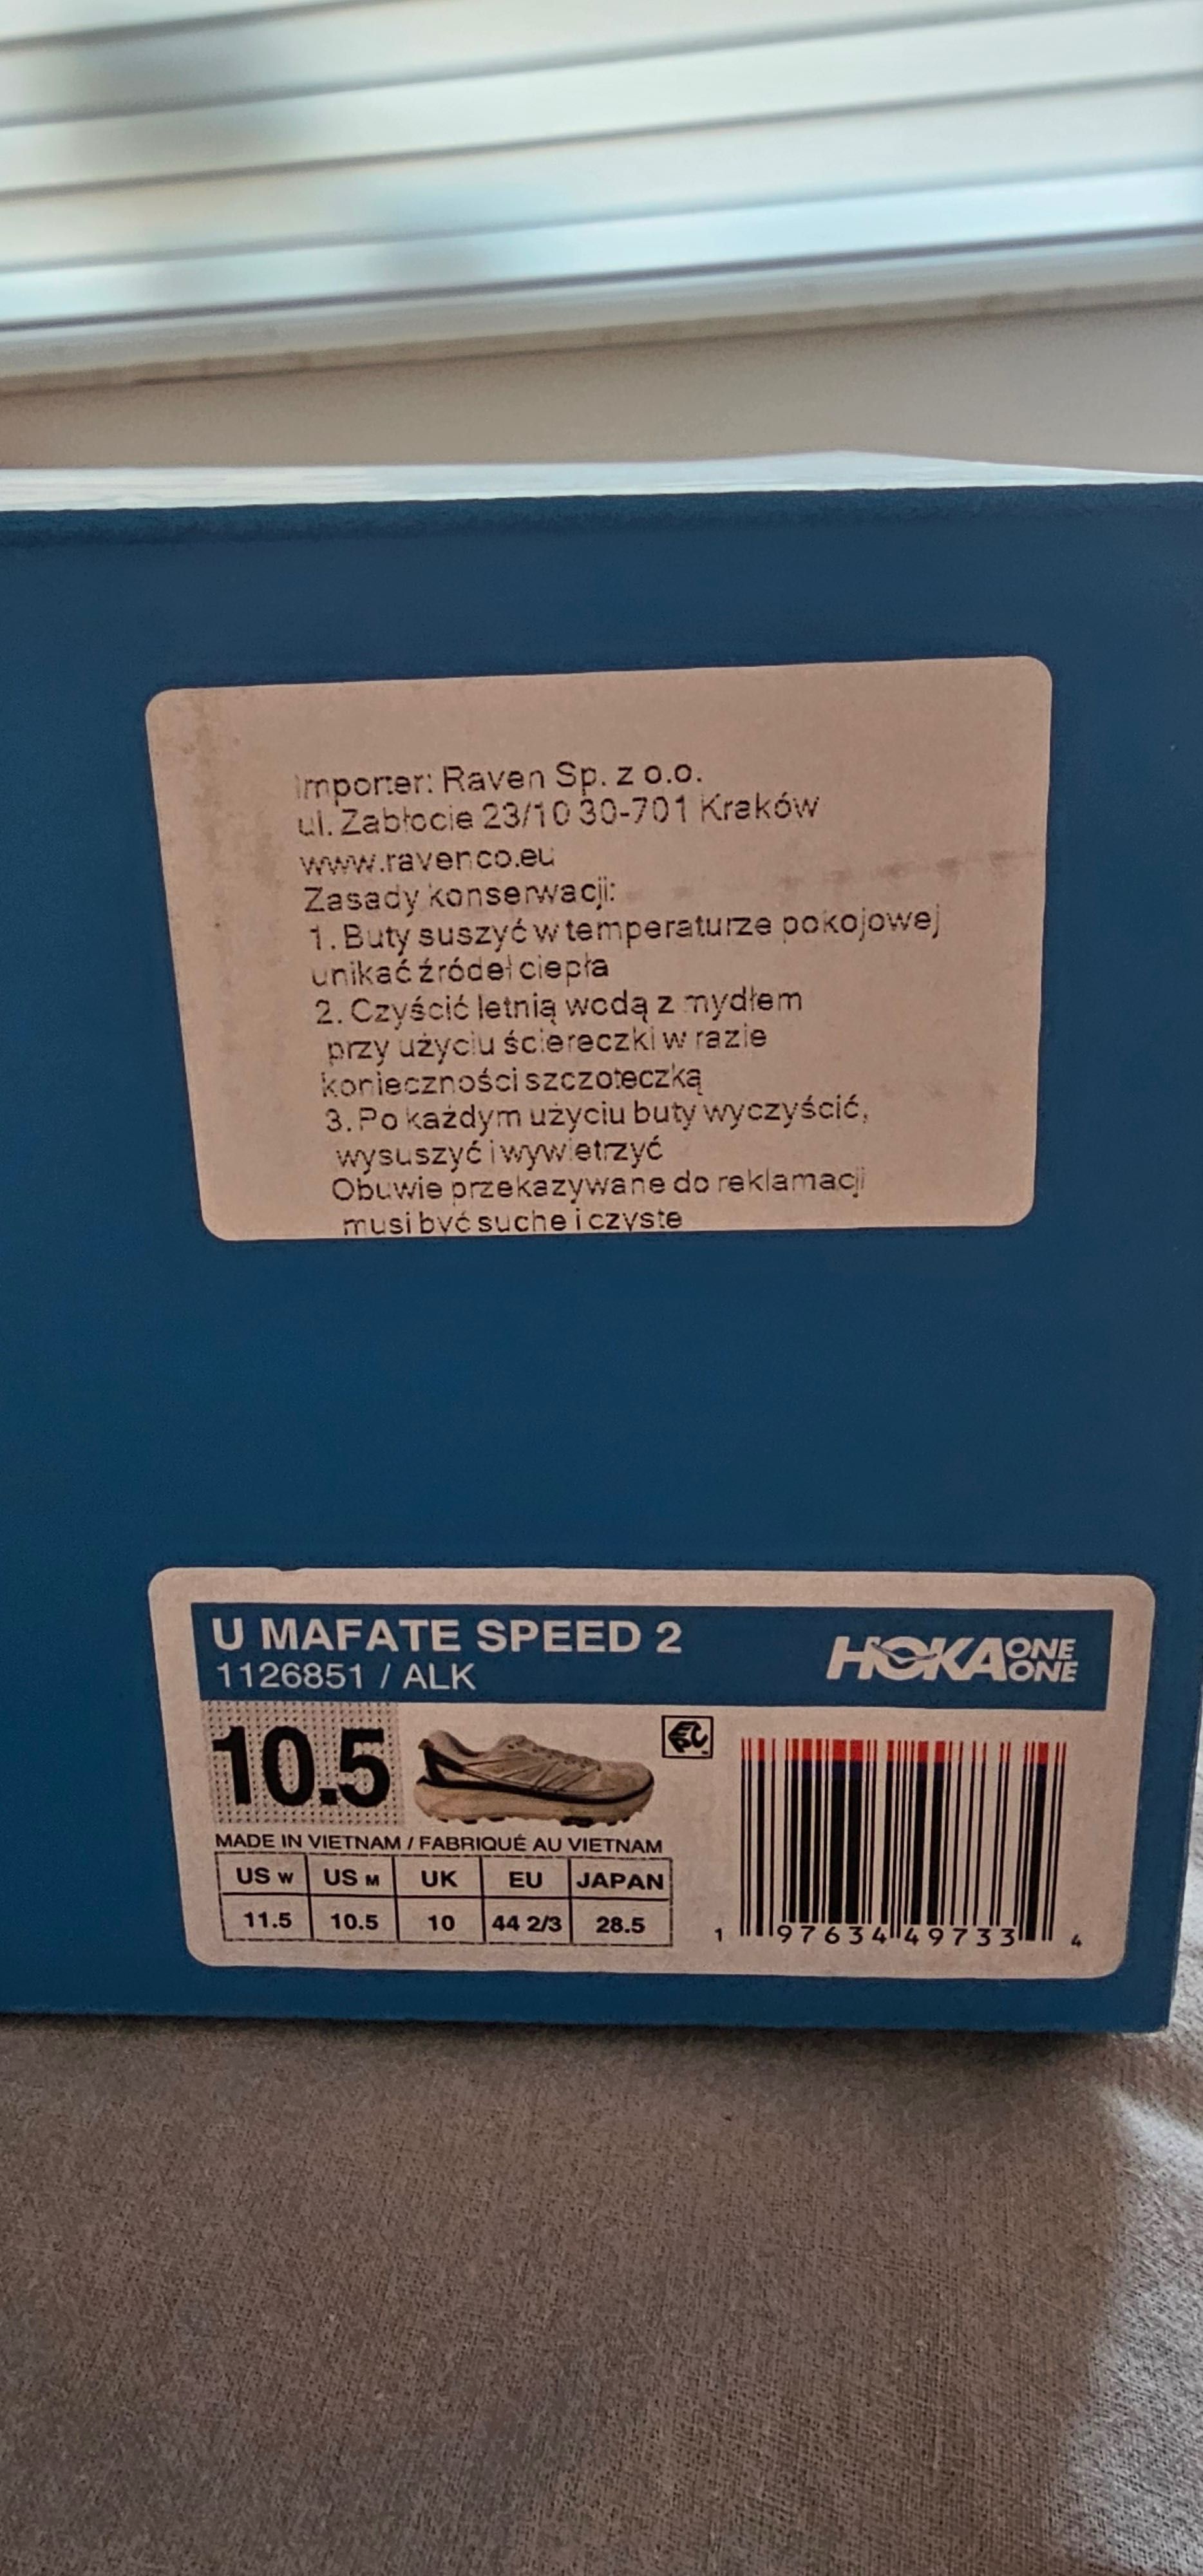 Importer: Raven Sp. z o.o.
ul. Zabłocie 23/10 30-701 Kraków
www.ravenco.eu
Zasady konserwacji:
1. Buty suszyć w temperaturze pokojowej
unikać źródeł ciepła
2. Czyścić letnią wodą z mydłem
przy użyciu ściereczki w razie
konieczności szczoteczką
3. Po każdym użyciu buty wyczyścić,
wysuszyć i wywietrzyć
Obuwie przekazywane do reklamacji
musi być suche i czyste
U MAFATE SPEED 2
1126851 / ALK
HOKA ONE ONE
10.5
MADE IN VIETNAM / FABRIQUÉ AU VIETNAM
US W US M UK EU JAPAN
11.5 10.5 10 44 2/3 28.5
1 97634 49733 4